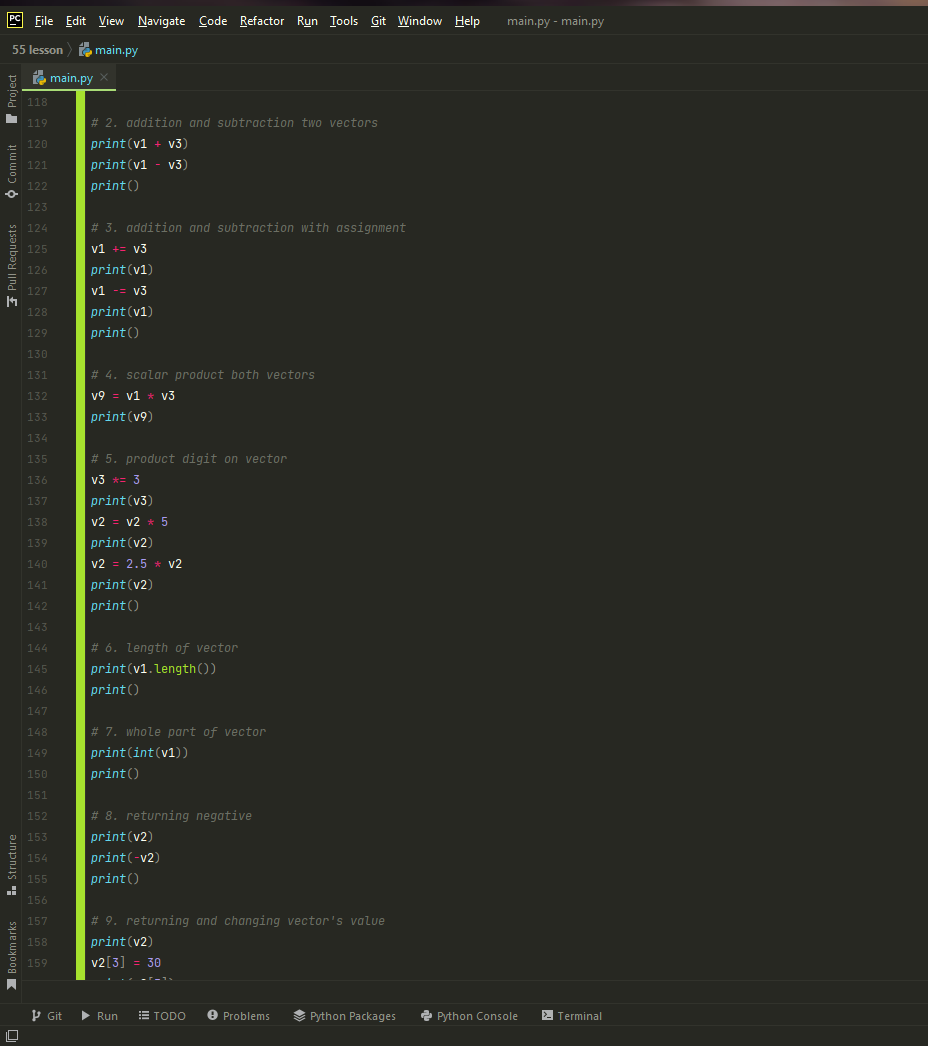 PC File Edit View Navigate Code Refactor Run Tools Git Window Help main.py - main.py
55 lesson main.py
main.py
Project
Commit
Pull Requests
Structure
Bookmarks
118
119 # 2. addition and subtraction two vectors
120 print(v1 + v3)
121 print(v1 - v3)
122 print()
123
124 # 3. addition and subtraction with assignment
125 v1 += v3
126 print(v1)
127 v1 -= v3
128 print(v1)
129 print()
130
131 # 4. scalar product both vectors
132 v9 = v1 * v3
133 print(v9)
134
135 # 5. product digit on vector
136 v3 *= 3
137 print(v3)
138 v2 = v2 * 5
139 print(v2)
140 v2 = 2.5 * v2
141 print(v2)
142 print()
143
144 # 6. length of vector
145 print(v1.length())
146 print()
147
148 # 7. whole part of vector
149 print(int(v1))
150 print()
151
152 # 8. returning negative
153 print(v2)
154 print(-v2)
155 print()
156
157 # 9. returning and changing vector's value
158 print(v2)
159 v2[3] = 30
Git Run TODO Problems Python Packages Python Console Terminal